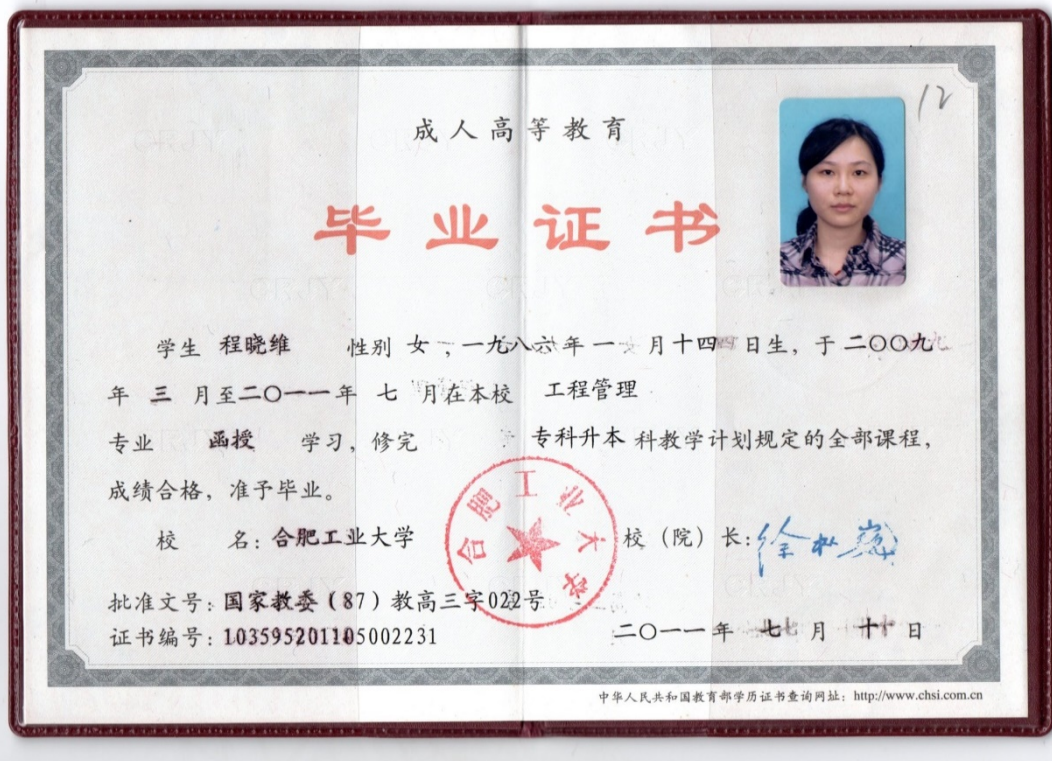 12
成人高等教育
毕业证书
学生 程晓维 性别 女，一九八六年 一 月十四日生，于 二〇〇九
年 三 月至二〇一一年 七 月在本校 工程管理
专业 函授 学习，修完 专科升本 科教学计划规定的全部课程，
成绩合格，准予毕业。
校 名：合肥工业大学 校（院）长：
合肥工业大学
批准文号：国家教委（87）教高三字022号
证书编号：103595201105002231 二〇一一年 七 月 十 日
中华人民共和国教育部学历证书查询网址：http://www.chsi.com.cn